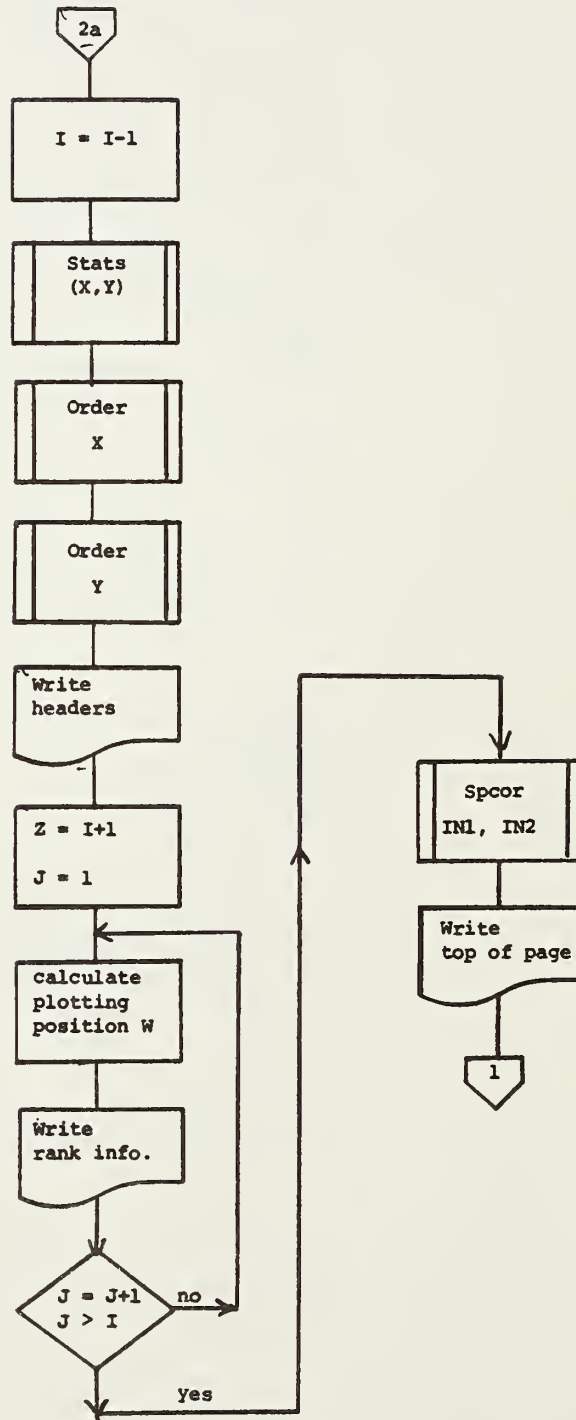 2a
I = I-1
Stats
(X,Y)
Order
X
Order
Y
Write
headers
Z = I+1
J = 1
calculate
plotting
position W
Write
rank info.
J = J+1
J > I
no
yes
Spcor
IN1, IN2
Write
top of page
1